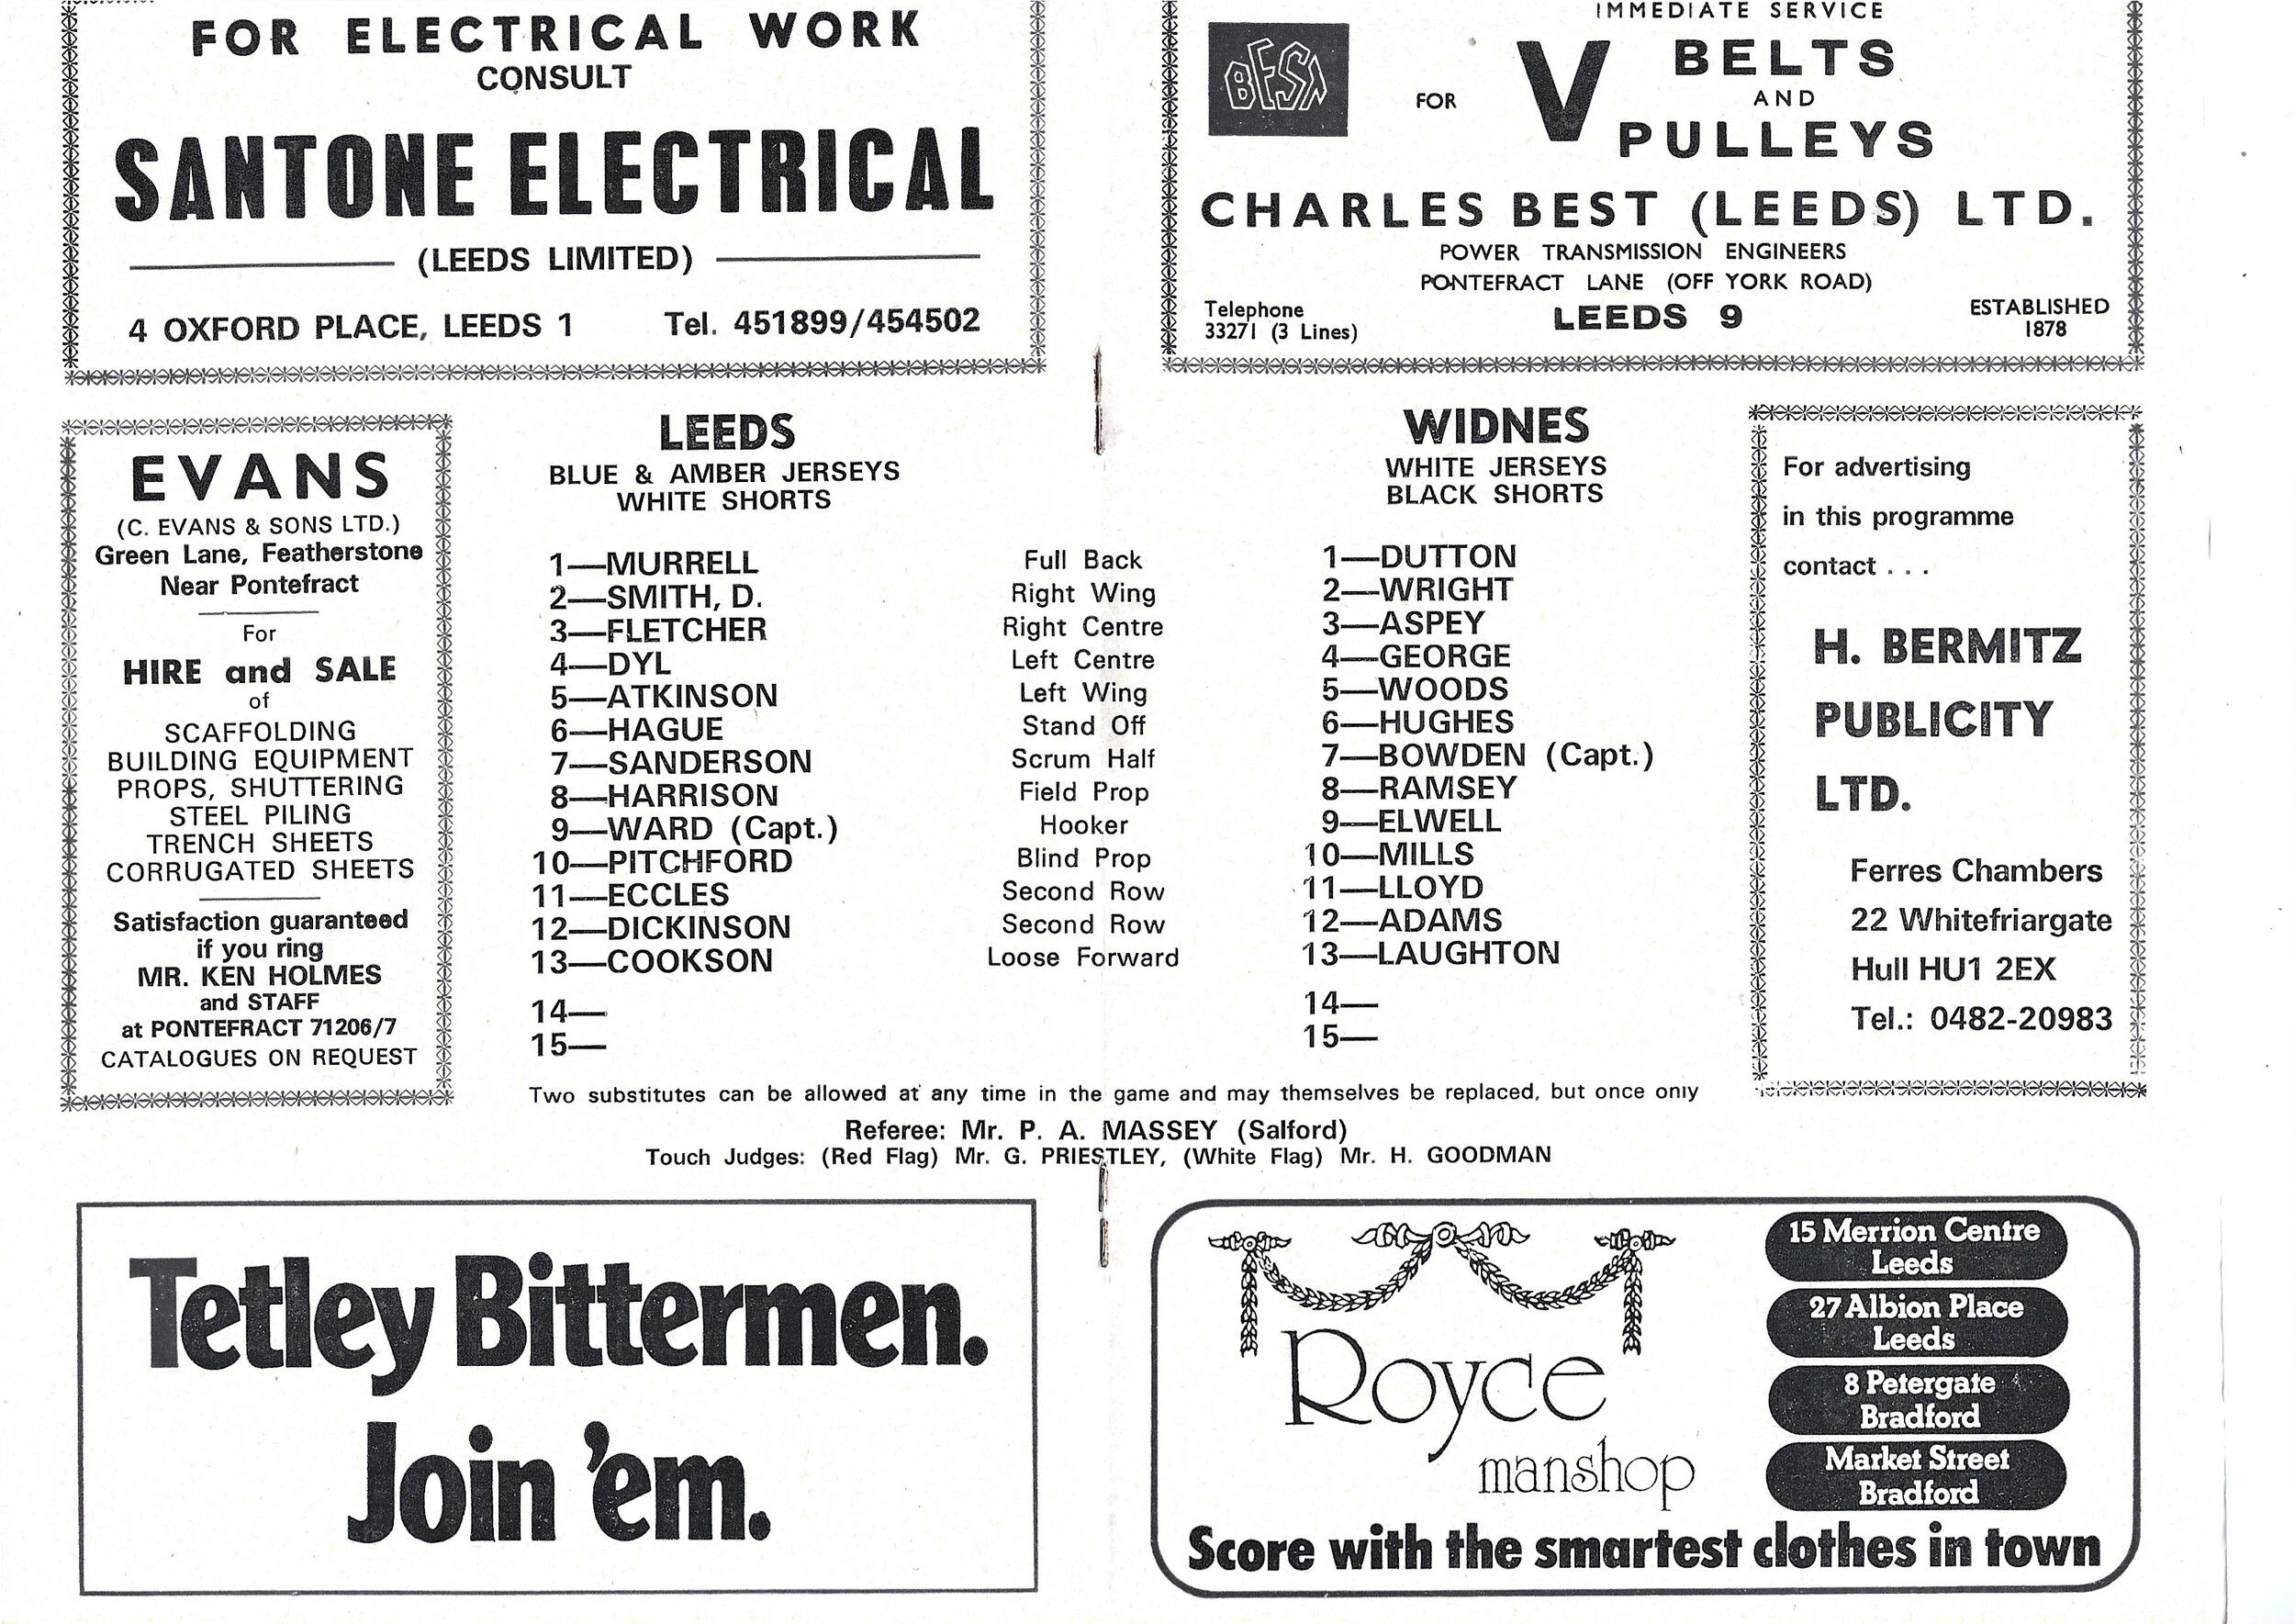 FOR ELECTRICAL WORK
CONSULT
SANTONE ELECTRICAL
(LEEDS LIMITED)
4 OXFORD PLACE, LEEDS 1 Tel. 451899/454502
IMMEDIATE SERVICE
BESA
FOR V BELTS
AND
PULLEYS
CHARLES BEST (LEEDS) LTD.
POWER TRANSMISSION ENGINEERS
PONTEFRACT LANE (OFF YORK ROAD)
Telephone
33271 (3 Lines)
LEEDS 9
ESTABLISHED
1878
EVANS
(C. EVANS & SONS LTD.)
Green Lane, Featherstone
Near Pontefract
For
HIRE and SALE
of
SCAFFOLDING
BUILDING EQUIPMENT
PROPS, SHUTTERING
STEEL PILING
TRENCH SHEETS
CORRUGATED SHEETS
Satisfaction guaranteed
if you ring
MR. KEN HOLMES
and STAFF
at PONTEFRACT 71206/7
CATALOGUES ON REQUEST
LEEDS
BLUE & AMBER JERSEYS
WHITE SHORTS
WIDNES
WHITE JERSEYS
BLACK SHORTS
1—MURRELL Full Back 1—DUTTON
2—SMITH, D. Right Wing 2—WRIGHT
3—FLETCHER Right Centre 3—ASPEY
4—DYL Left Centre 4—GEORGE
5—ATKINSON Left Wing 5—WOODS
6—HAGUE Stand Off 6—HUGHES
7—SANDERSON Scrum Half 7—BOWDEN (Capt.)
8—HARRISON Field Prop 8—RAMSEY
9—WARD (Capt.) Hooker 9—ELWELL
10—PITCHFORD Blind Prop 10—MILLS
11—ECCLES Second Row 11—LLOYD
12—DICKINSON Second Row 12—ADAMS
13—COOKSON Loose Forward 13—LAUGHTON
14— 14—
15— 15—
Two substitutes can be allowed at any time in the game and may themselves be replaced, but once only
Referee: Mr. P. A. MASSEY (Salford)
Touch Judges: (Red Flag) Mr. G. PRIESTLEY, (White Flag) Mr. H. GOODMAN
For advertising
in this programme
contact . . .
H. BERMITZ
PUBLICITY
LTD.
Ferres Chambers
22 Whitefriargate
Hull HU1 2EX
Tel.: 0482-20983
Tetley Bittermen.
Join 'em.
Royce
manshop
15 Merrion Centre
Leeds
27 Albion Place
Leeds
8 Petergate
Bradford
Market Street
Bradford
Score with the smartest clothes in town